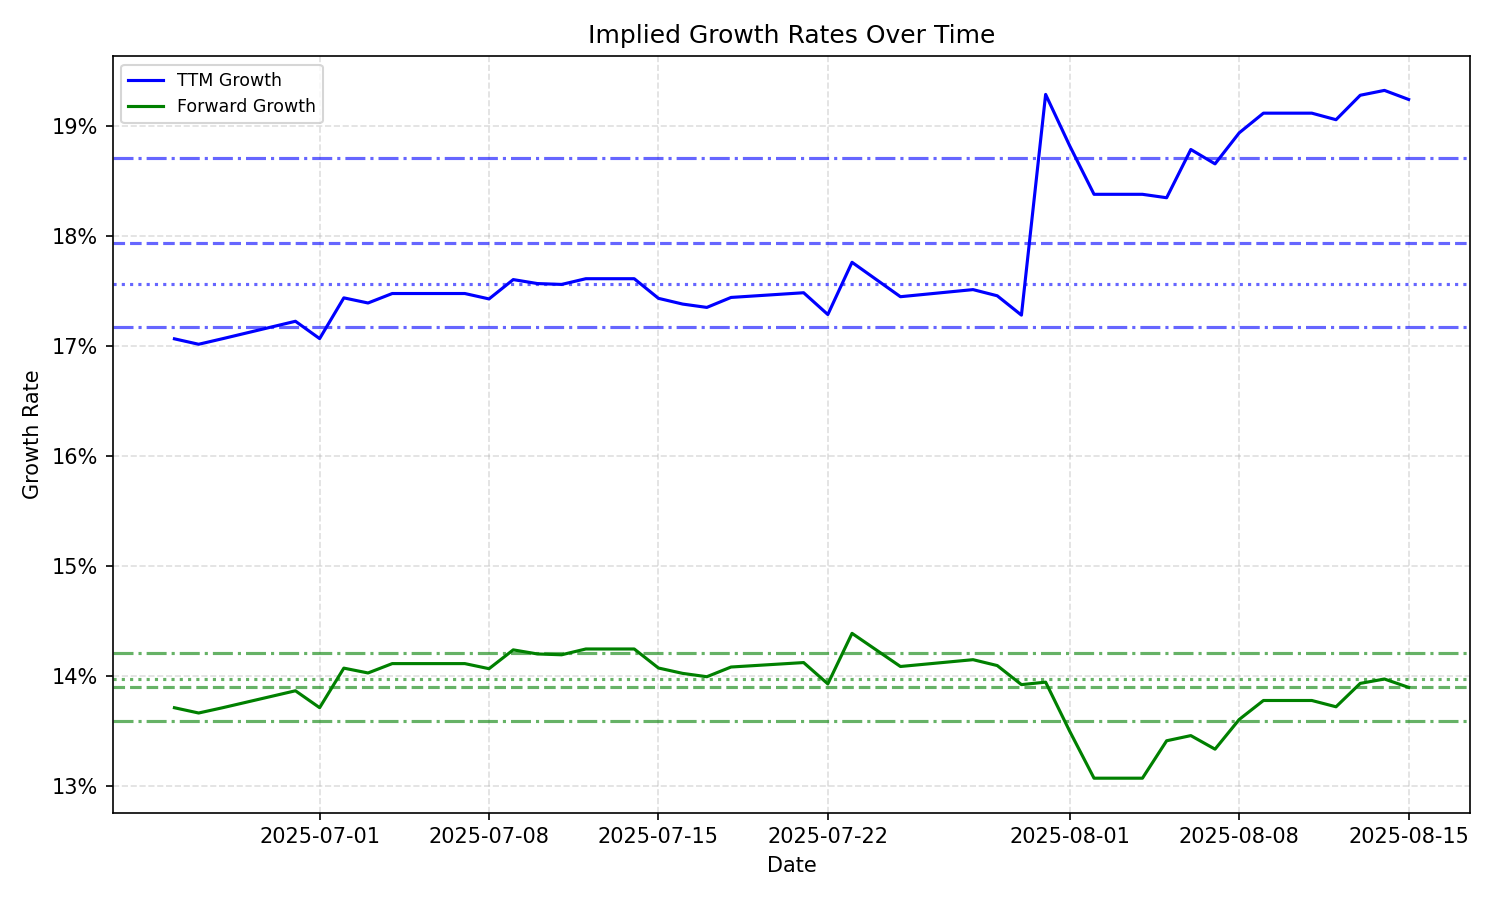 Implied Growth Rates Over Time
TTM Growth
Forward Growth
19%
18%
17%
16%
15%
14%
13%
Growth Rate
2025-07-01
2025-07-08
2025-07-15
2025-07-22
2025-08-01
2025-08-08
2025-08-15
Date